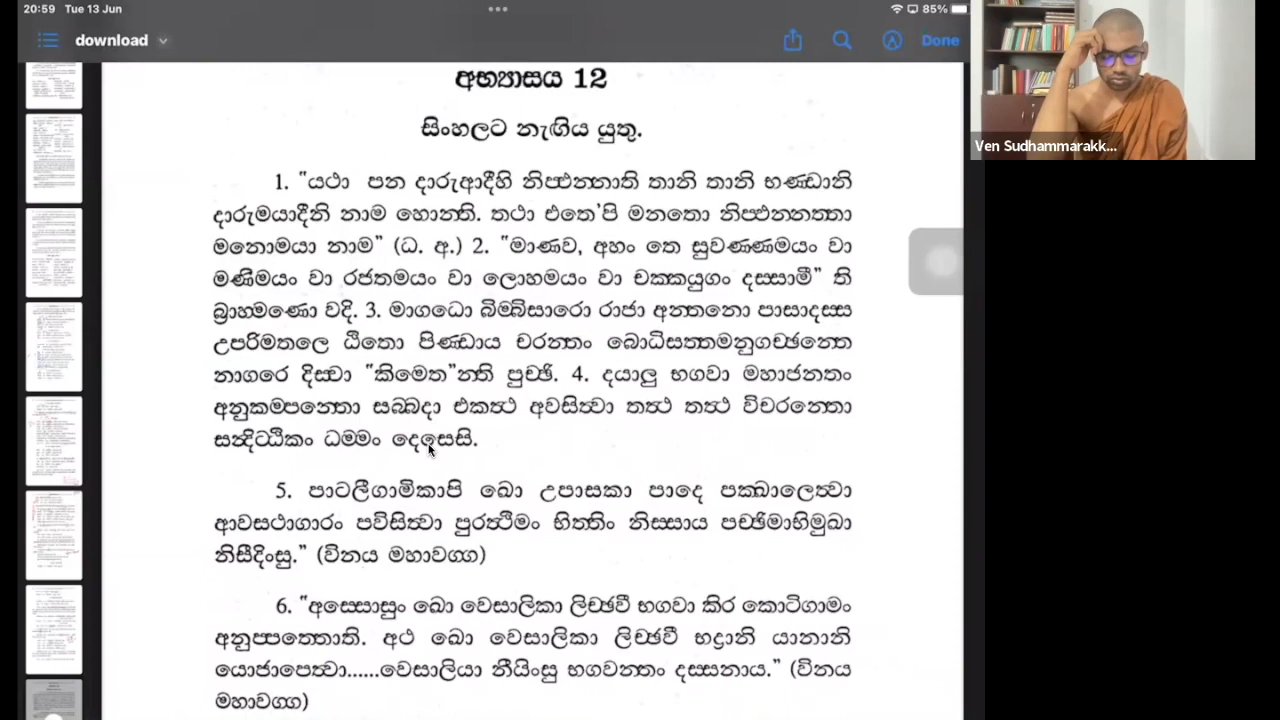 20:59 Tue 13 Jun
85%
download
Done
Ven Sudhammarakk...
අභ්‍යාසය 12
සිංහලට නැඟිය යුතු.
1. “යථා පන දාරුආදීහි නිප්ඵන්නානි තානි තානි භණ්ඩානි
දාරුමයාදීනි නාම හොන්ති තථා එතෙ’පි මනතො නිප්ඵන්නත්තා
මනොමයා නාම” (ධ. අ.) 2. “මාණව, අහං තෙ සුවණ්ණමයං වා
මණිමයං වා රජතමයං වා ලොහමයං වා චක්කයුගං දස්සාමී” ති
බ්‍රාහ්මණො වදි. 3. මාගධො බිම්බිසාරො රාජා අත්තනො පාසාදස්ස
උපරිමතලෙ ඨිතො පිණ්ඩාය චරන්තං බොධිසත්තමනුගච්ඡන්තෙ
නාගරෙ දිස්වා “කිමෙත”න්ති පුච්ඡි. 4. දයාලු භගවා
අනුකම්පන්තො සබ්බදා අවසිත්වා තත්ථ තත්ථ විචරන්තො
සන්දිට්ඨිකං ධම්මං දෙසෙසි.
5. පාටලීගාමිකාපි ඛො උපාසකා පාදෙ පක්ඛාලෙත්වා
ආවසථාගාරං පවිසිත්වා පුරත්ථිමං භිත්තිං නිස්සාය පච්ඡිමාභිමුඛා
නිසීදිංසු.” (විනය මහාවග්ග)
6. “අස්සොසුං ඛො වෙසාලිකා ලිච්ඡවී භගවා කිර කොටිගාමං
අනුප්පත්තොති. අථ ඛො වෙසාලිකා ලිච්ඡවී භද්‍රානි භද්‍රානි යානානි
යොජාපෙත්වා......වෙසාලියා නීයිංසු භගවන්තං දස්සනාය” (විනය
මහාවග්ග)